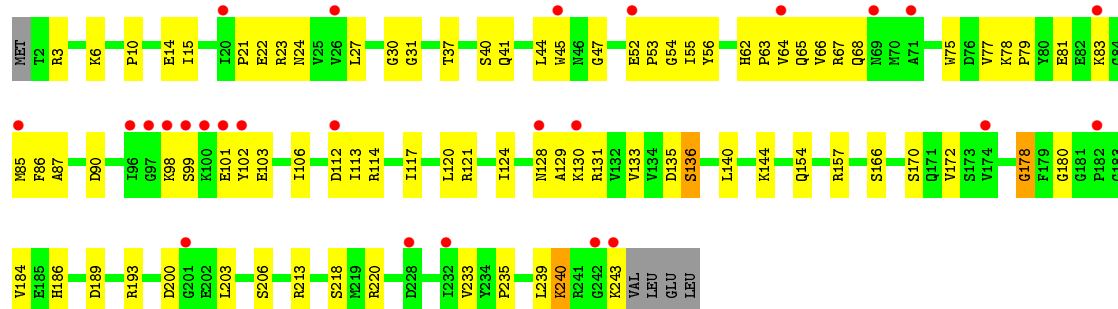 MET T2 R3 K6 P10 E14 I15 I20 P21 E22 R23 N24 V25 V26 L27 G30 G31 T37 S40 Q41 L44 W45 N46 G47 E52 P53 G54 I55 Y56 H62 P63 V64 Q65 V66 R67 Q68 N69 M70 A71 W75 D76 V77 K78 P79 Y80 E81 E82 K83 G84
M85 F86 A87 D90 I96 G97 K98 S99 K100 E101 Y102 E103 I106 D112 I113 R114 I117 L120 R121 I124 N128 A129 K130 R131 V132 V133 V134 D135 S136 L140 K144 Q154 R157 S166 S170 Q171 V172 S173 V174 G178 F179 G180 G181 P182 G183
V184 E185 H186 D189 R193 D200 G201 E202 L203 S206 R213 S218 M219 R220 D228 I232 V233 Y234 P235 L239 K240 R241 G242 K243 VAL LEU GLU LEU